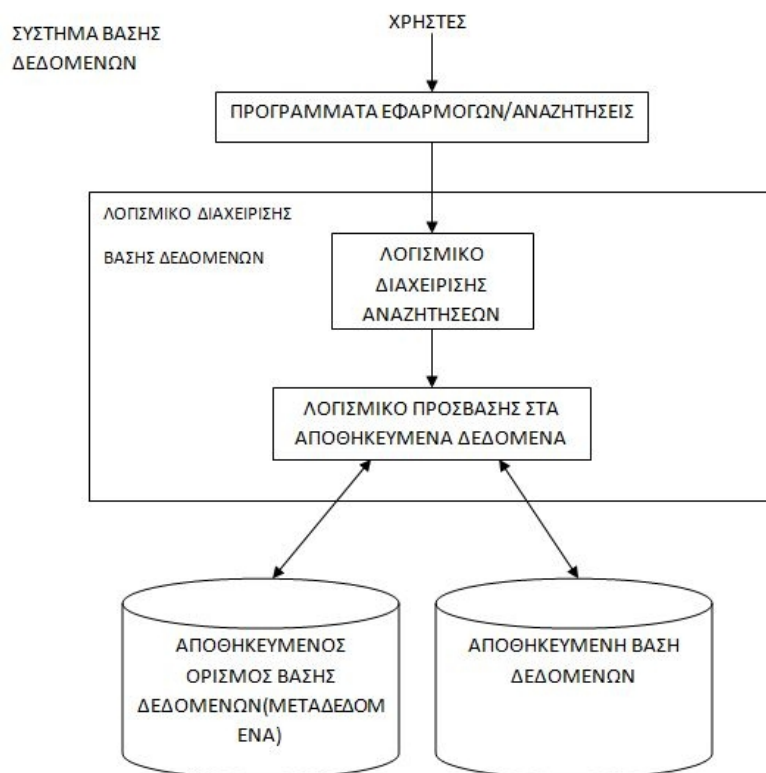 ΣΥΣΤΗΜΑ ΒΑΣΗΣ
ΔΕΔΟΜΕΝΩΝ
ΧΡΗΣΤΕΣ
ΠΡΟΓΡΑΜΜΑΤΑ ΕΦΑΡΜΟΓΩΝ/ΑΝΑΖΗΤΗΣΕΙΣ
ΛΟΓΙΣΜΙΚΟ ΔΙΑΧΕΙΡΙΣΗΣ
ΒΑΣΗΣ ΔΕΔΟΜΕΝΩΝ
ΛΟΓΙΣΜΙΚΟ
ΔΙΑΧΕΙΡΙΣΗΣ
ΑΝΑΖΗΤΗΣΕΩΝ
ΛΟΓΙΣΜΙΚΟ ΠΡΟΣΒΑΣΗΣ ΣΤΑ
ΑΠΟΘΗΚΕΥΜΕΝΑ ΔΕΔΟΜΕΝΑ
ΑΠΟΘΗΚΕΥΜΕΝΟΣ
ΟΡΙΣΜΟΣ ΒΑΣΗΣ
ΔΕΔΟΜΕΝΩΝ(ΜΕΤΑΔΕΔΟΜ
ΕΝΑ)
ΑΠΟΘΗΚΕΥΜΕΝΗ ΒΑΣΗ
ΔΕΔΟΜΕΝΩΝ